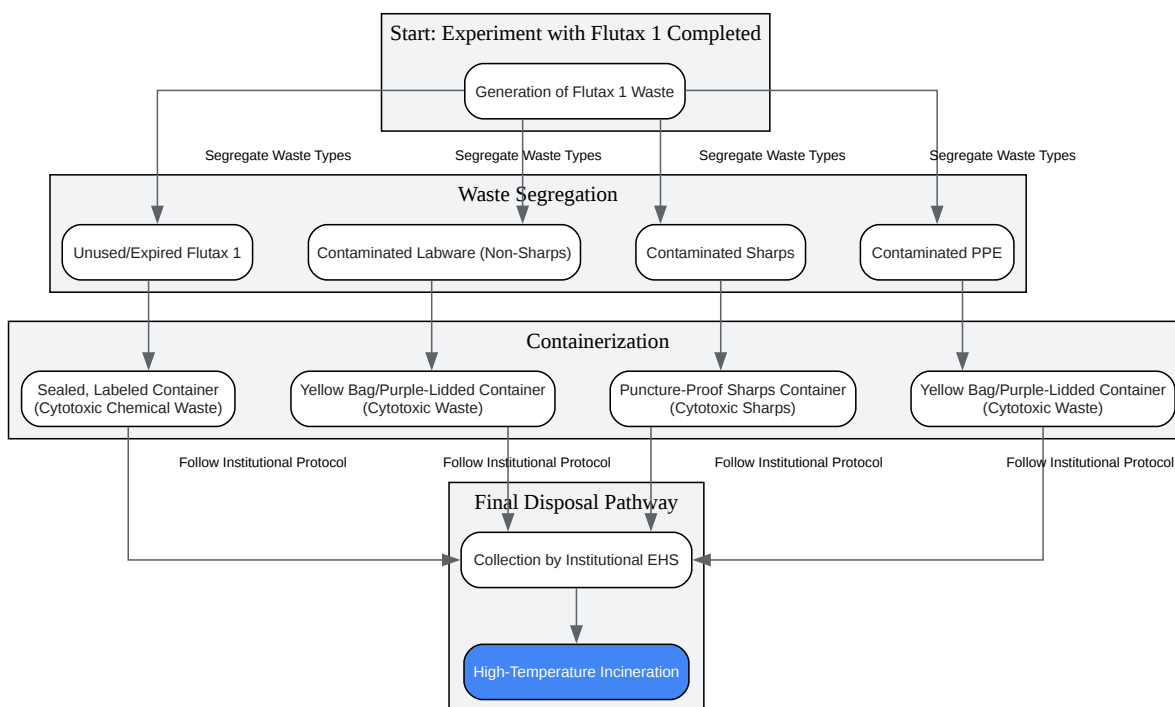 Start: Experiment with Flutax 1 Completed
Generation of Flutax 1 Waste
Segregate Waste Types
Segregate Waste Types
Segregate Waste Types
Segregate Waste Types
Waste Segregation
Unused/Expired Flutax 1
Contaminated Labware (Non-Sharps)
Contaminated Sharps
Contaminated PPE
Containerization
Sealed, Labeled Container
(Cytotoxic Chemical Waste)
Yellow Bag/Purple-Lidded Container
(Cytotoxic Waste)
Puncture-Proof Sharps Container
(Cytotoxic Sharps)
Yellow Bag/Purple-Lidded Container
(Cytotoxic Waste)
Follow Institutional Protocol
Follow Institutional Protocol
Follow Institutional Protocol
Follow Institutional Protocol
Final Disposal Pathway
Collection by Institutional EHS
High-Temperature Incineration